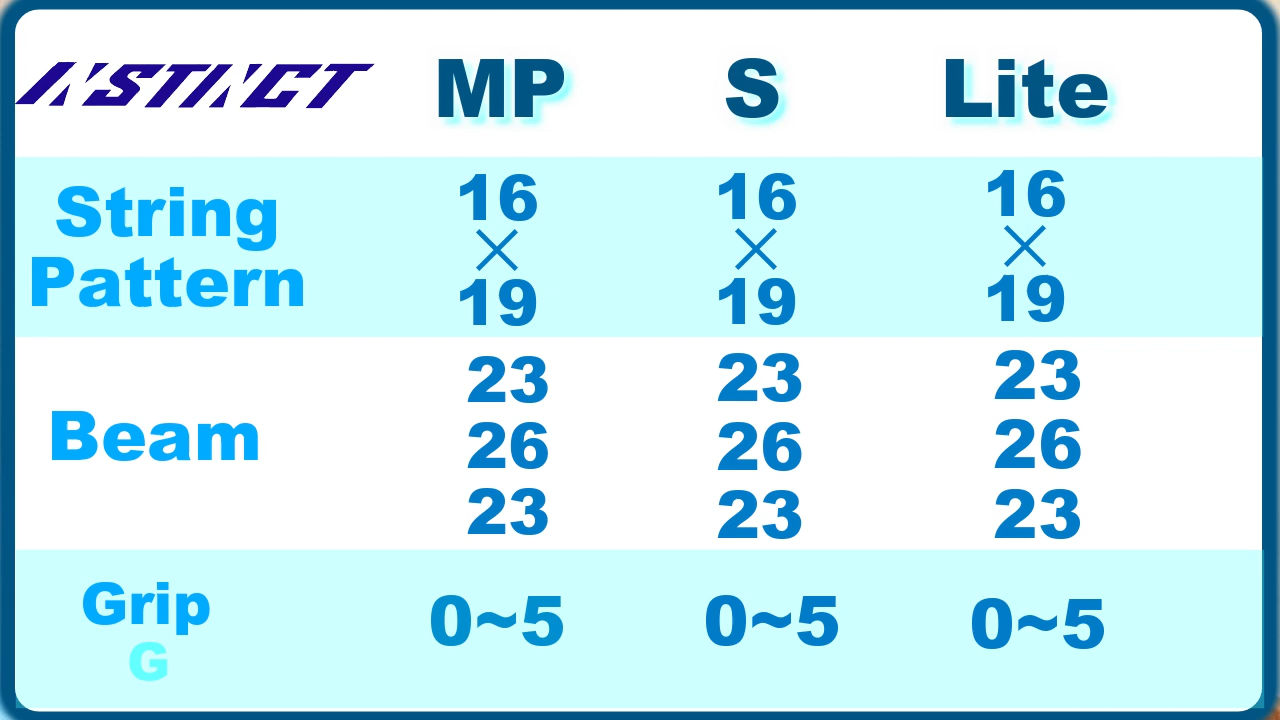 INSTINCT MP S Lite
String Pattern 16×19 16×19 16×19
Beam 23 26 23 23 26 23 23 26 23
Grip G 0~5 0~5 0~5